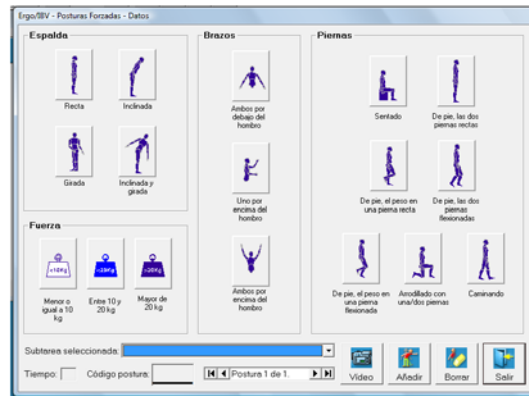 Ergo/IBV - Posturas Forzadas - Datos
Espalda
Recta
Inclinada
Girada
Inclinada y
girada
Fuerza
<10Kg
<20Kg
>20Kg
Menor o
igual a 10
kg
Entre 10 y
20 kg
Mayor de
20 kg
Brazos
Ambos por
debajo del
hombro
Uno por
encima del
hombro
Ambos por
encima del
hombro
Piernas
Sentado
De pie, las dos
piernas rectas
De pie, el peso en
una pierna recta
De pie, las dos
piernas
flexionadas
De pie, el peso en
una pierna
flexionada
Arrodillado con
una/dos piernas
Caminando
Subtarea seleccionada:
Tiempo:
Código postura:
Postura 1 de 1.
Vídeo
Añadir
Borrar
Salir